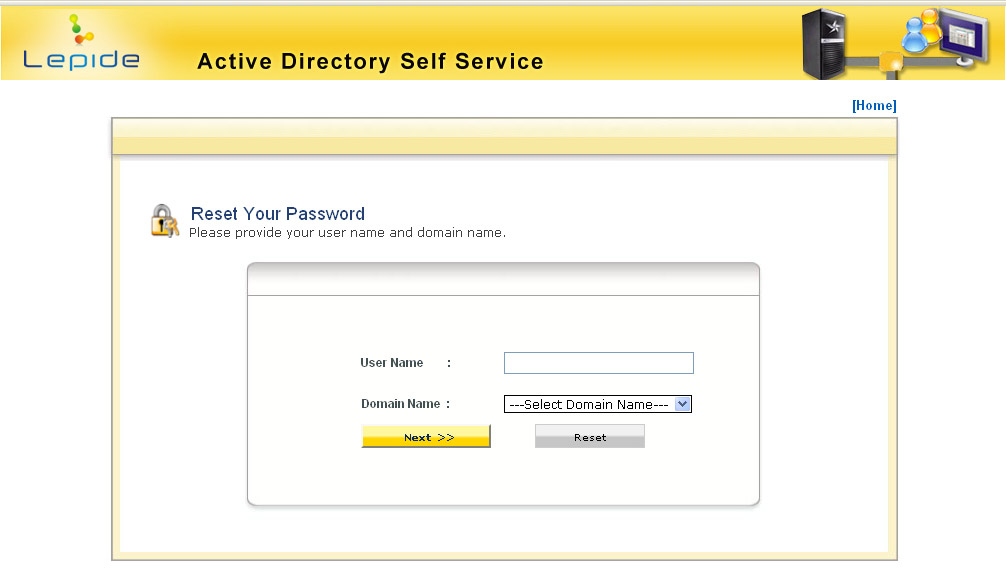 Lepide
Active Directory Self Service
[Home]
Reset Your Password
Please provide your user name and domain name.
User Name :
Domain Name : ---Select Domain Name---
Next >> Reset